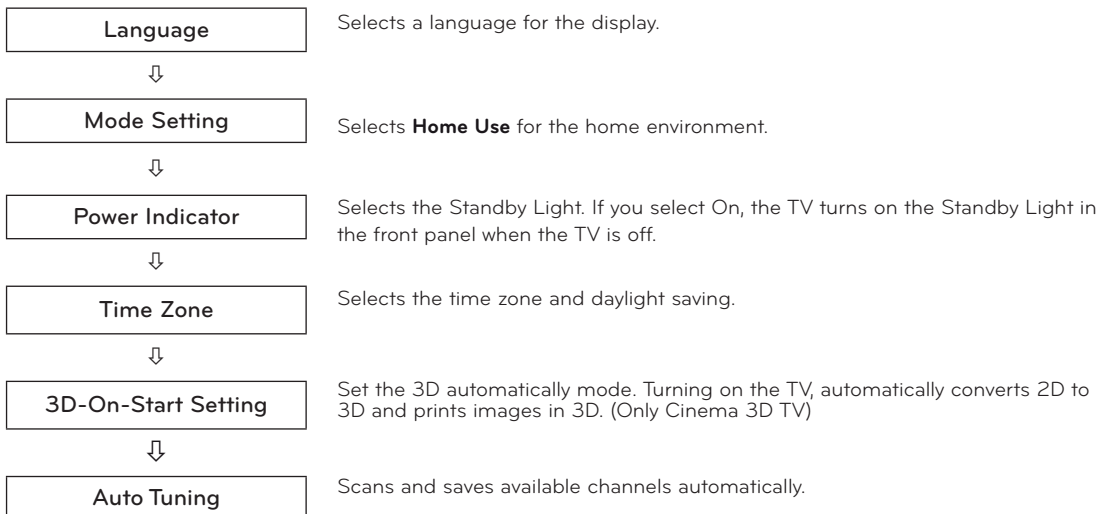 Language
Selects a language for the display.
⇩
Mode Setting
Selects Home Use for the home environment.
⇩
Power Indicator
Selects the Standby Light. If you select On, the TV turns on the Standby Light in
the front panel when the TV is off.
⇩
Time Zone
Selects the time zone and daylight saving.
⇩
3D-On-Start Setting
Set the 3D automatically mode. Turning on the TV, automatically converts 2D to
3D and prints images in 3D. (Only Cinema 3D TV)
⇩
Auto Tuning
Scans and saves available channels automatically.